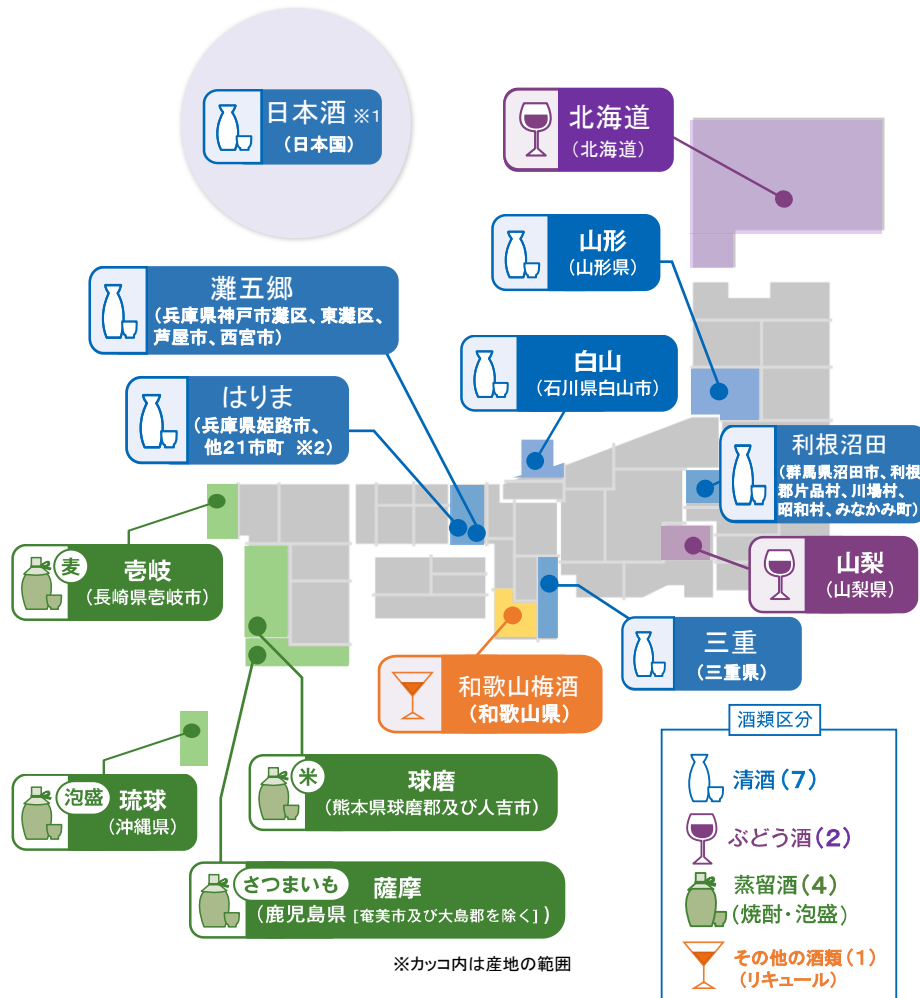 日本酒 ※1
(日本国)
北海道
(北海道)
山形
(山形県)
灘五郷
(兵庫県神戸市灘区、東灘区、
芦屋市、西宮市)
白山
(石川県白山市)
はりま
(兵庫県姫路市、
他21市町 ※2)
利根沼田
(群馬県沼田市、利根
郡片品村、川場村、
昭和村、みなかみ町)
麦
壱岐
(長崎県壱岐市)
山梨
(山梨県)
三重
(三重県)
和歌山梅酒
(和歌山県)
泡盛
琉球
(沖縄県)
米
球磨
(熊本県球磨郡及び人吉市)
さつまいも
薩摩
(鹿児島県 [奄美市及び大島郡を除く] )
※カッコ内は産地の範囲
酒類区分
清酒(7)
ぶどう酒(2)
蒸留酒(4)
(焼酎・泡盛)
その他の酒類(1)
(リキュール)